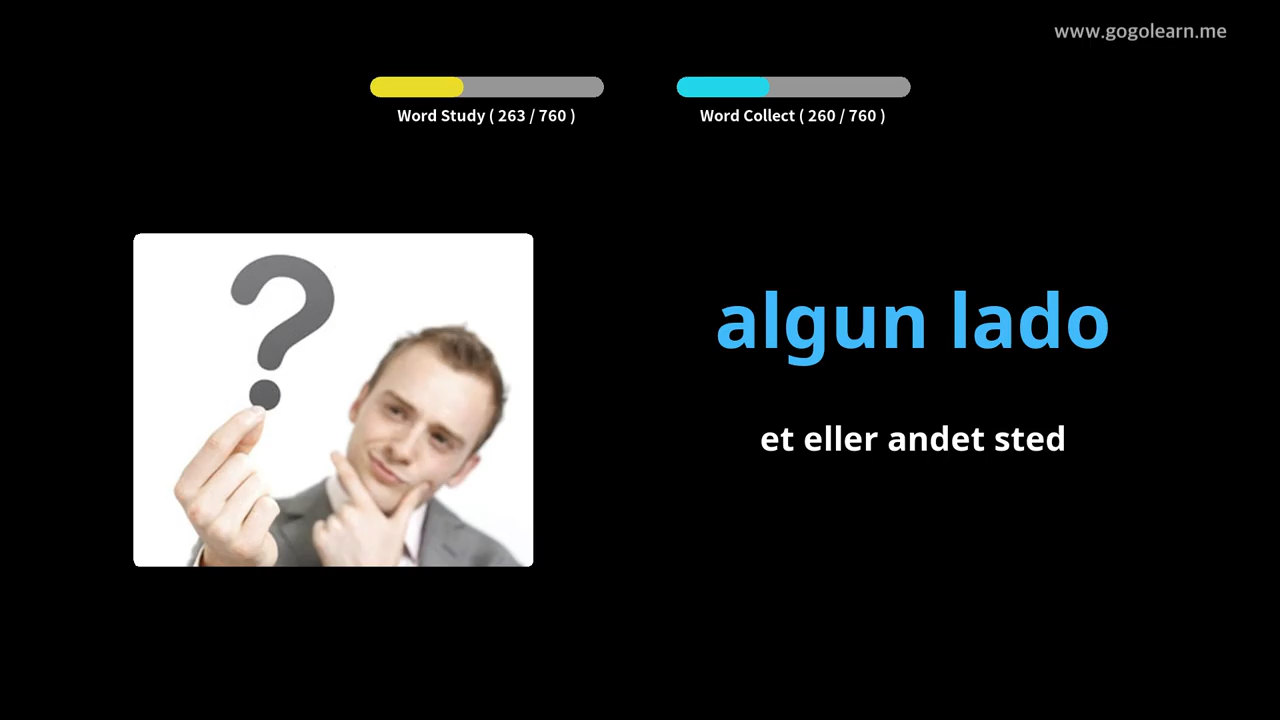 www.gogolearn.me
Word Study ( 263 / 760 )
Word Collect ( 260 / 760 )
algun lado
et eller andet sted